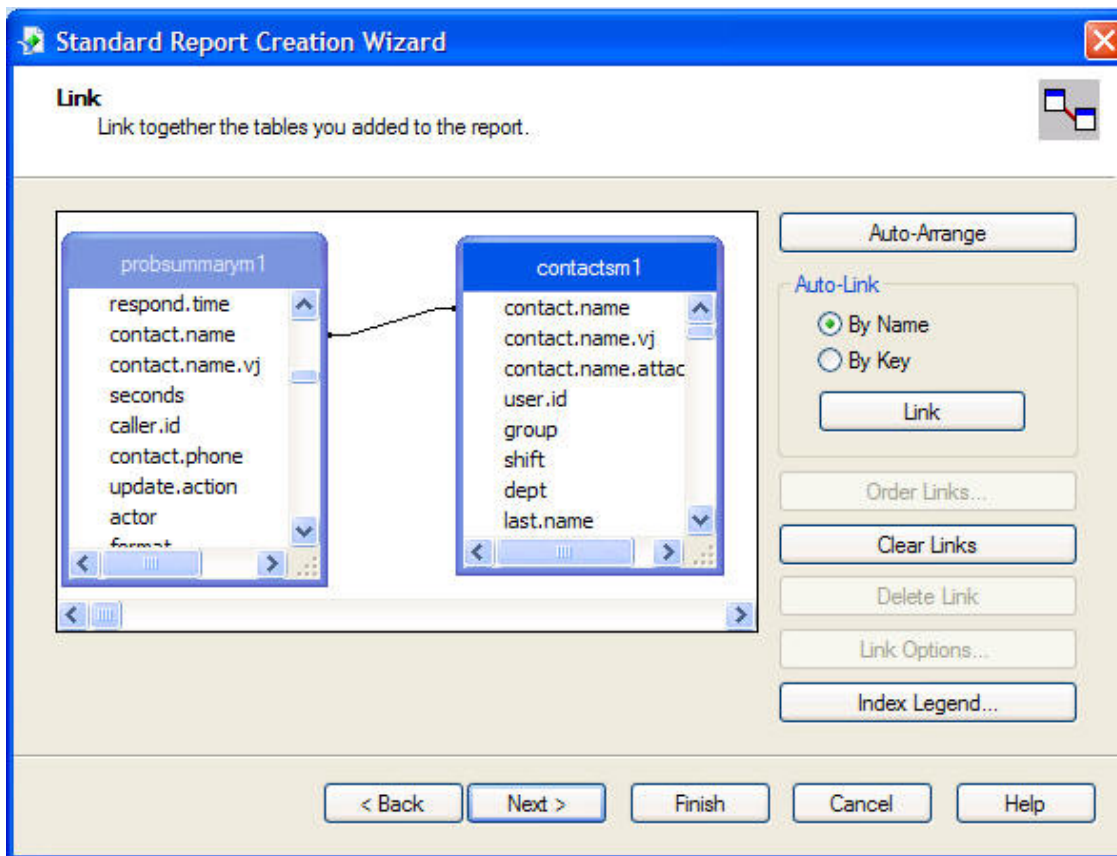 Standard Report Creation Wizard
Link
Link together the tables you added to the report.
probsummarym1
respond.time
contact.name
contact.name.vj
seconds
caller.id
contact.phone
update.action
actor
format
contactsm1
contact.name
contact.name.vj
contact.name.attac
user.id
group
shift
dept
last.name
Auto-Arrange
Auto-Link
By Name
By Key
Link
Order Links...
Clear Links
Delete Link
Link Options...
Index Legend...
< Back
Next >
Finish
Cancel
Help